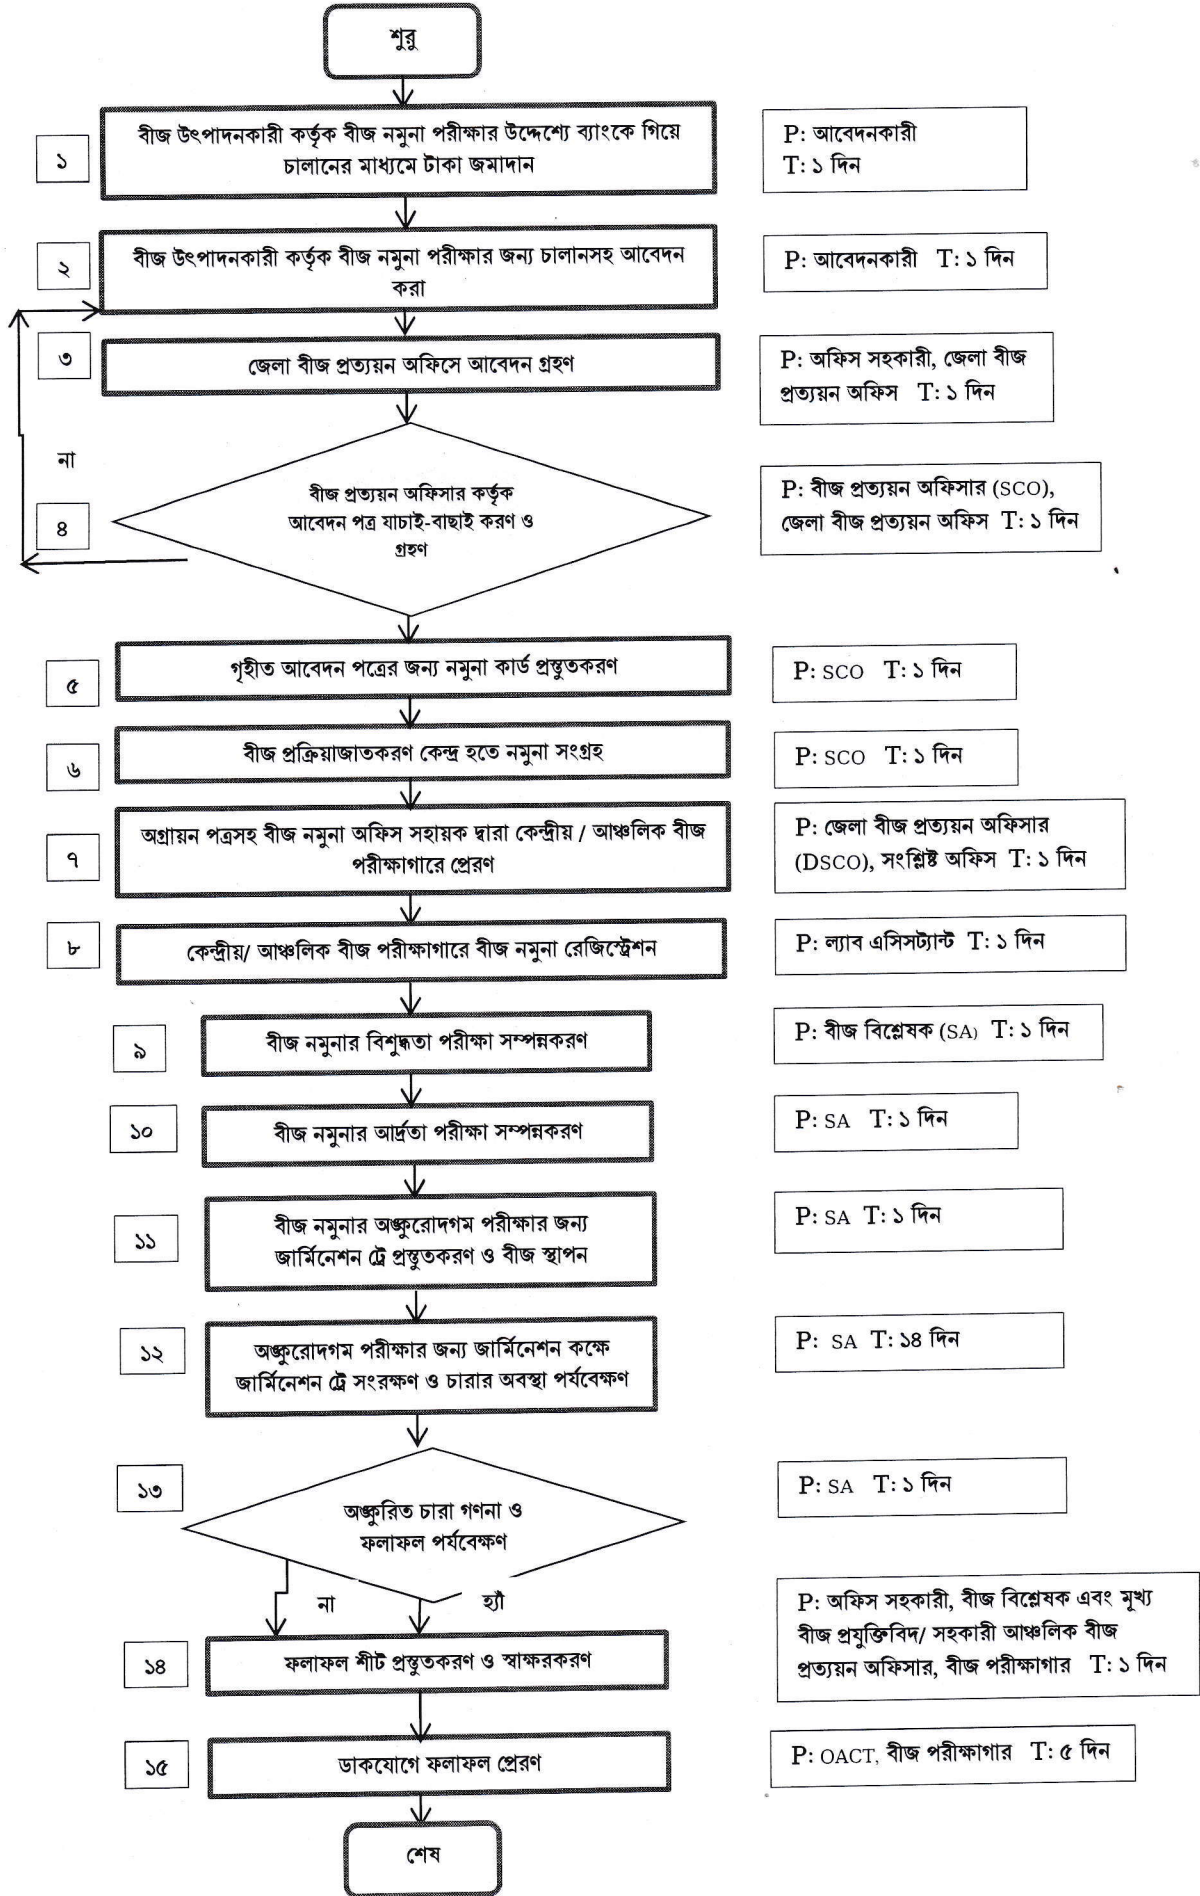 শুরু
১
বীজ উৎপাদনকারী কর্তৃক বীজ নমুনা পরীক্ষার উদ্দেশ্যে ব্যাংকে গিয়ে
চালানের মাধ্যমে টাকা জমাদান
P: আবেদনকারী
T: ১ দিন
২
বীজ উৎপাদনকারী কর্তৃক বীজ নমুনা পরীক্ষার জন্য চালানসহ আবেদন
করা
P: আবেদনকারী T: ১ দিন
৩
জেলা বীজ প্রত্যয়ন অফিসে আবেদন গ্রহণ
P: অফিস সহকারী, জেলা বীজ
প্রত্যয়ন অফিস T: ১ দিন
না
৪
বীজ প্রত্যয়ন অফিসার কর্তৃক
আবেদন পত্র যাচাই-বাছাই করণ ও
গ্রহণ
P: বীজ প্রত্যয়ন অফিসার (SCO),
জেলা বীজ প্রত্যয়ন অফিস T: ১ দিন
৫
গৃহীত আবেদন পত্রের জন্য নমুনা কার্ড প্রস্তুতকরণ
P: SCO T: ১ দিন
৬
বীজ প্রক্রিয়াজাতকরণ কেন্দ্র হতে নমুনা সংগ্রহ
P: SCO T: ১ দিন
৭
অগ্রায়ন পত্রসহ বীজ নমুনা অফিস সহায়ক দ্বারা কেন্দ্রীয় / আঞ্চলিক বীজ
পরীক্ষাগারে প্রেরণ
P: জেলা বীজ প্রত্যয়ন অফিসার
(DSCO), সংশ্লিষ্ট অফিস T: ১ দিন
৮
কেন্দ্রীয়/ আঞ্চলিক বীজ পরীক্ষাগারে বীজ নমুনা রেজিস্ট্রেশন
P: ল্যাব এসিসট্যান্ট T: ১ দিন
৯
বীজ নমুনার বিশুদ্ধতা পরীক্ষা সম্পন্নকরণ
P: বীজ বিশ্লেষক (SA) T: ১ দিন
১০
বীজ নমুনার আর্দ্রতা পরীক্ষা সম্পন্নকরণ
P: SA T: ১ দিন
১১
বীজ নমুনার অঙ্কুরোদগম পরীক্ষার জন্য
জার্মিনেশন ট্রে প্রস্তুতকরণ ও বীজ স্থাপন
P: SA T: ১ দিন
১২
অঙ্কুরোদগম পরীক্ষার জন্য জার্মিনেশন কক্ষে
জার্মিনেশন ট্রে সংরক্ষণ ও চারার অবস্থা পর্যবেক্ষণ
P: SA T: ১৪ দিন
১৩
অঙ্কুরিত চারা গণনা ও
ফলাফল পর্যবেক্ষণ
P: SA T: ১ দিন
না হ্যাঁ
১৪
ফলাফল শীট প্রস্তুতকরণ ও স্বাক্ষরকরণ
P: অফিস সহকারী, বীজ বিশ্লেষক এবং মূখ্য
বীজ প্রযুক্তিবিদ/ সহকারী আঞ্চলিক বীজ
প্রত্যয়ন অফিসার, বীজ পরীক্ষাগার T: ১ দিন
১৫
ডাকযোগে ফলাফল প্রেরণ
P: OACT, বীজ পরীক্ষাগার T: ৫ দিন
শেষ